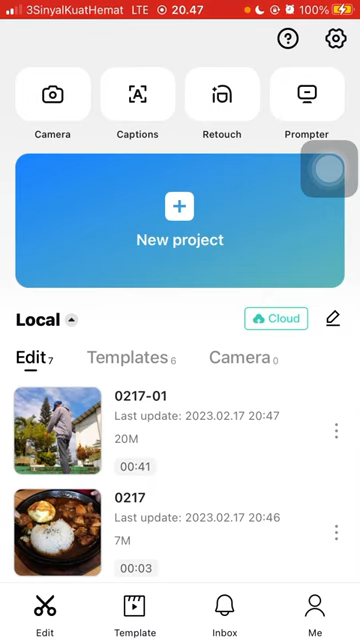 3SinyalKuatHemat LTE 20.47 100%
Camera Captions Retouch Prompter
New project
Local Cloud
Edit 7 Templates 6 Camera 0
0217-01
Last update: 2023.02.17 20:47
20M
00:41
0217
Last update: 2023.02.17 20:46
7M
00:03
Edit Template Inbox Me